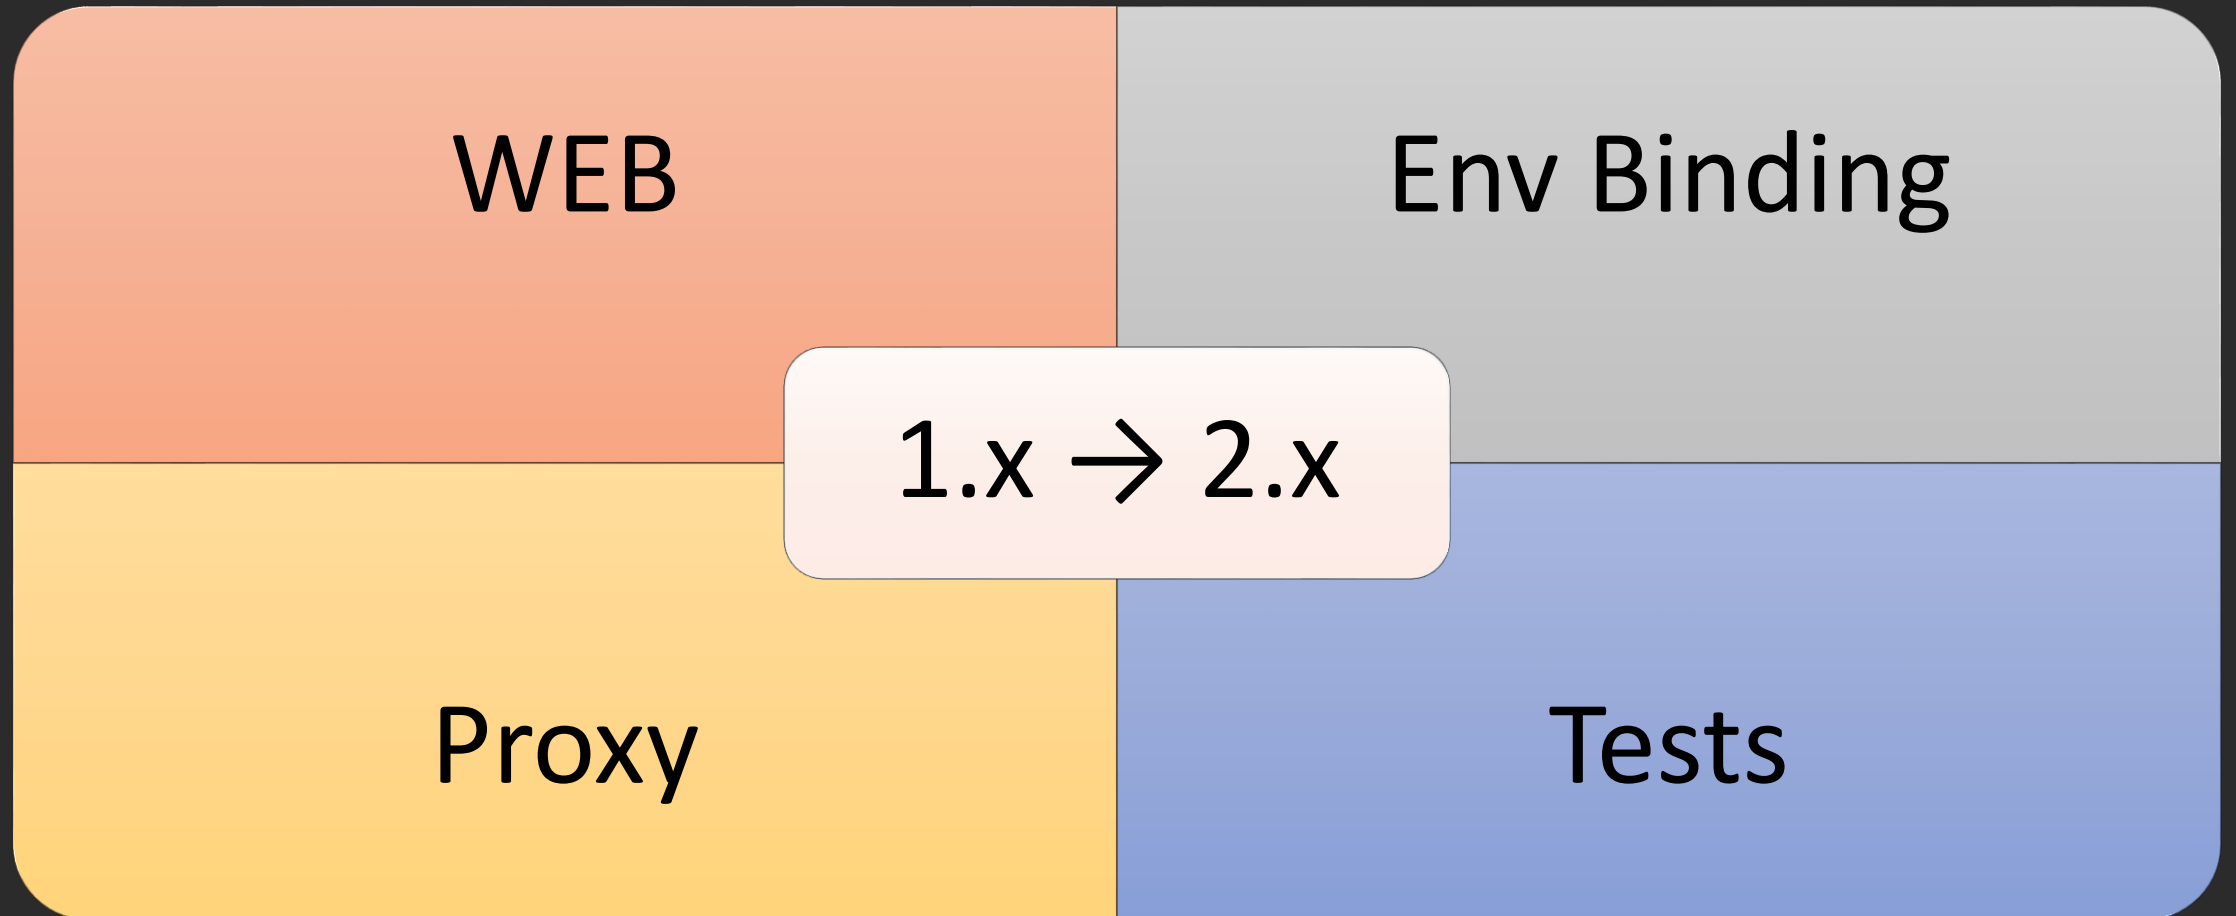 WEB
Env Binding
1.x → 2.x
Proxy
Tests